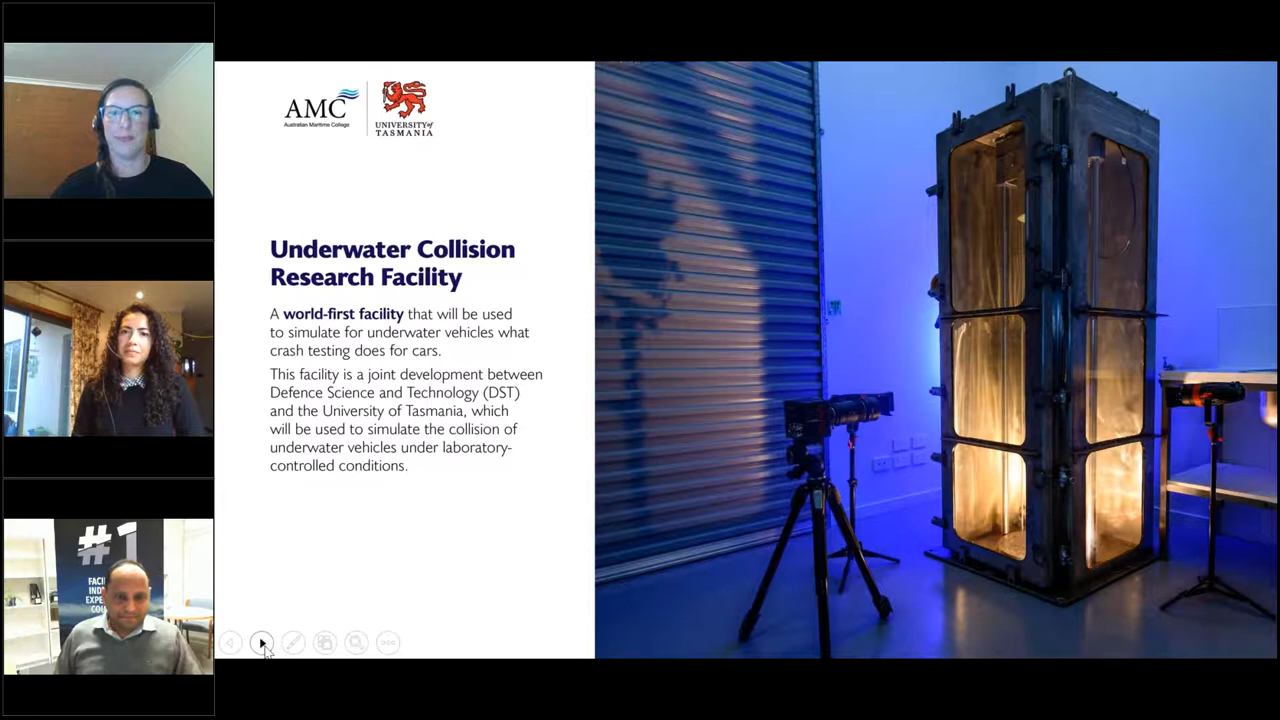 AMC
Australian Maritime College
UNIVERSITY of
TASMANIA
Underwater Collision
Research Facility
A world-first facility that will be used
to simulate for underwater vehicles what
crash testing does for cars.
This facility is a joint development between
Defence Science and Technology (DST)
and the University of Tasmania, which
will be used to simulate the collision of
underwater vehicles under laboratory-
controlled conditions.
#1